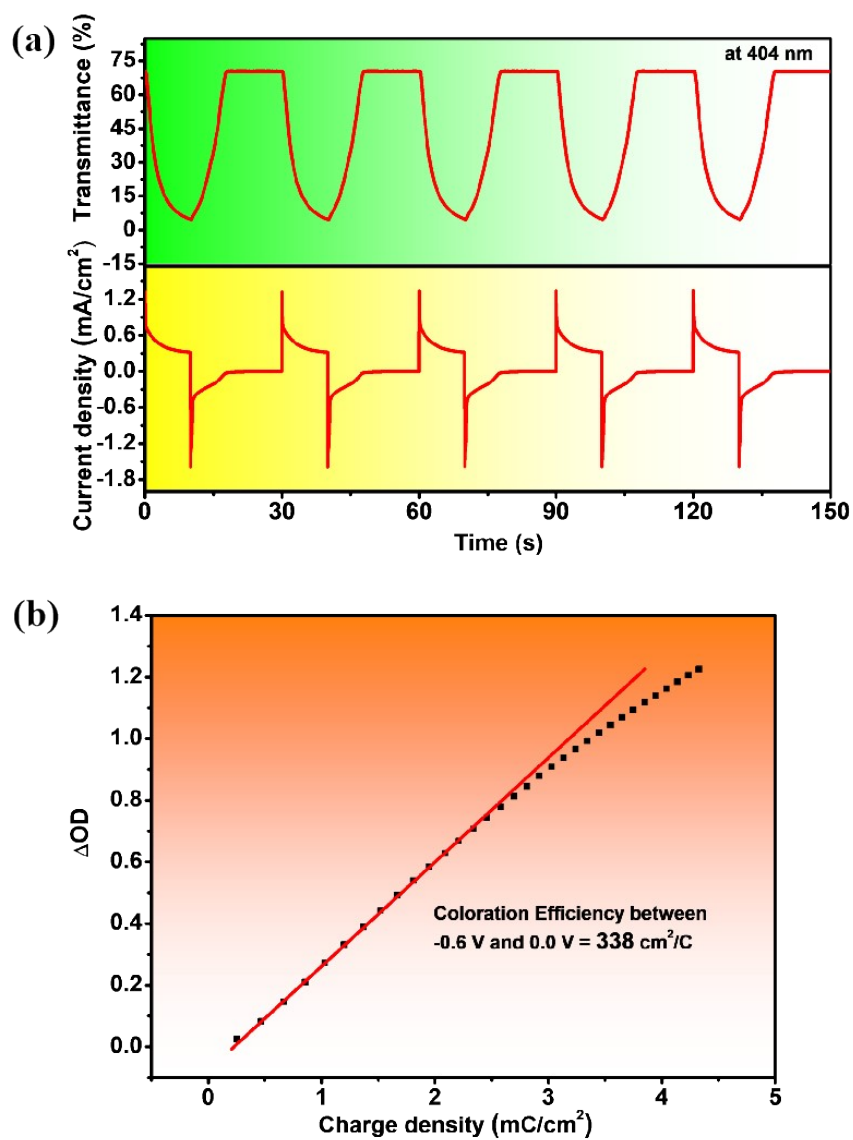 (a)
Transmittance (%)
75
60
45
30
15
0
-15
at 404 nm
Current density (mA/cm²)
1.2
0.6
0.0
-0.6
-1.2
-1.8
0 30 60 90 120 150
Time (s)
(b)
ΔOD
1.4
1.2
1.0
0.8
0.6
0.4
0.2
0.0
Coloration Efficiency between
-0.6 V and 0.0 V = 338 cm²/C
0 1 2 3 4 5
Charge density (mC/cm²)